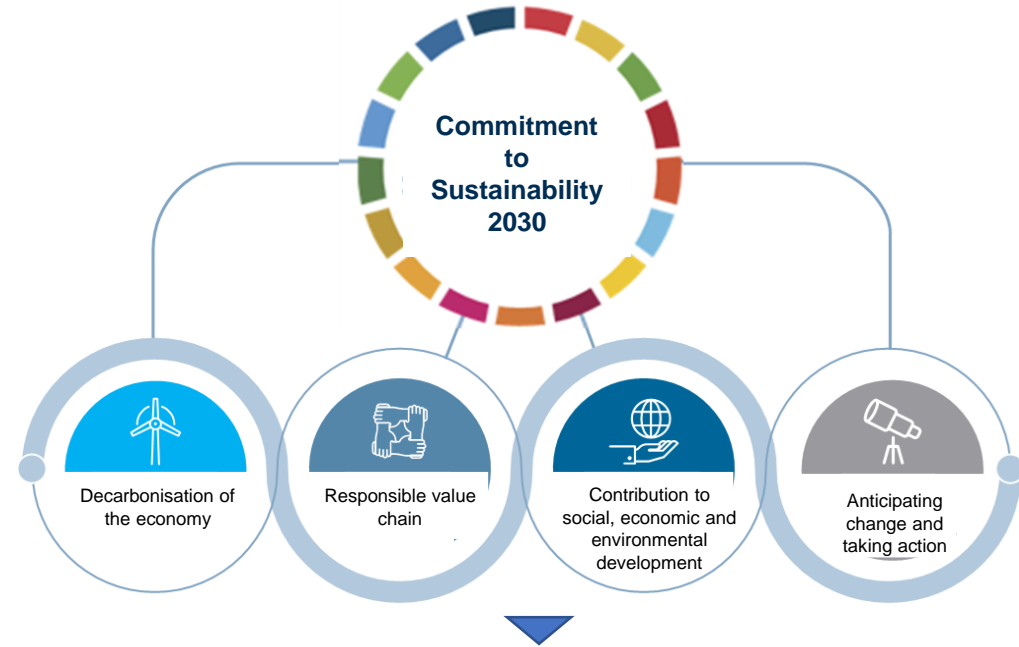 Commitment
to
Sustainability
2030
Decarbonisation of
the economy
Responsible value
chain
Contribution to
social, economic and
environmental
development
Anticipating
change and
taking action